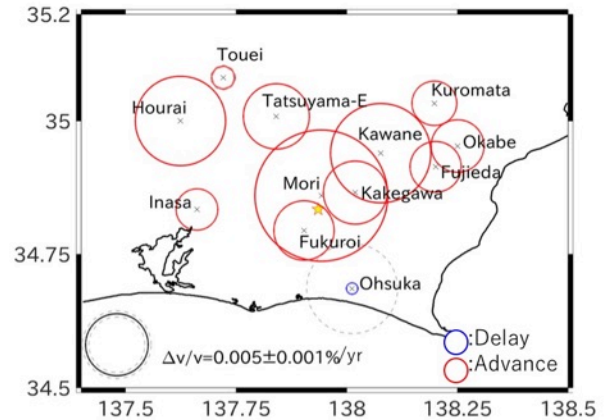 35.2
Touei
Kuromata
Hourai
Tatsuyama-E
35
Kawane
Okabe
Fujieda
Mori
Kakegawa
Inasa
Fukuroi
34.75
Ohsuka
:Delay
Δv/v=0.005±0.001%/yr
:Advance
34.5
137.5 137.75 138 138.25 138.5